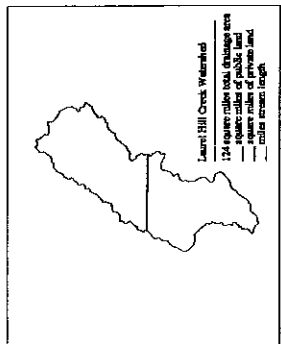 Laurel Hill Creek Watershed
124 square miles total drainage area
square miles of public land
square miles of private land
miles stream length